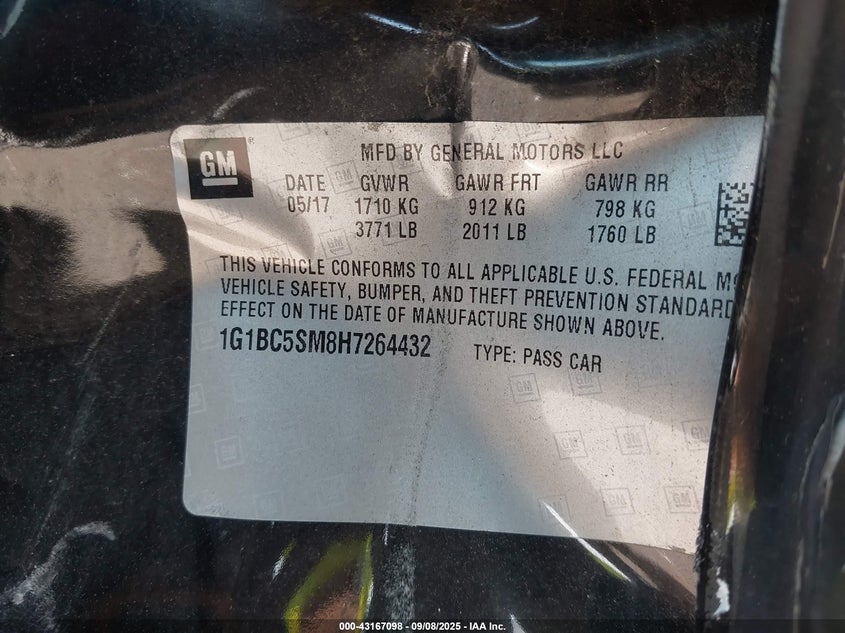 GM
MFD BY GENERAL MOTORS LLC
DATE GVWR GAWR FRT GAWR RR
05/17 1710 KG 912 KG 798 KG
3771 LB 2011 LB 1760 LB
THIS VEHICLE CONFORMS TO ALL APPLICABLE U.S. FEDERAL
VEHICLE SAFETY, BUMPER, AND THEFT PREVENTION STANDARD
EFFECT ON THE DATE OF MANUFACTURE SHOWN ABOVE.
1G1BC5SM8H7264432 TYPE: PASS CAR
000-43167098 - 09/08/2025 - IAA Inc.